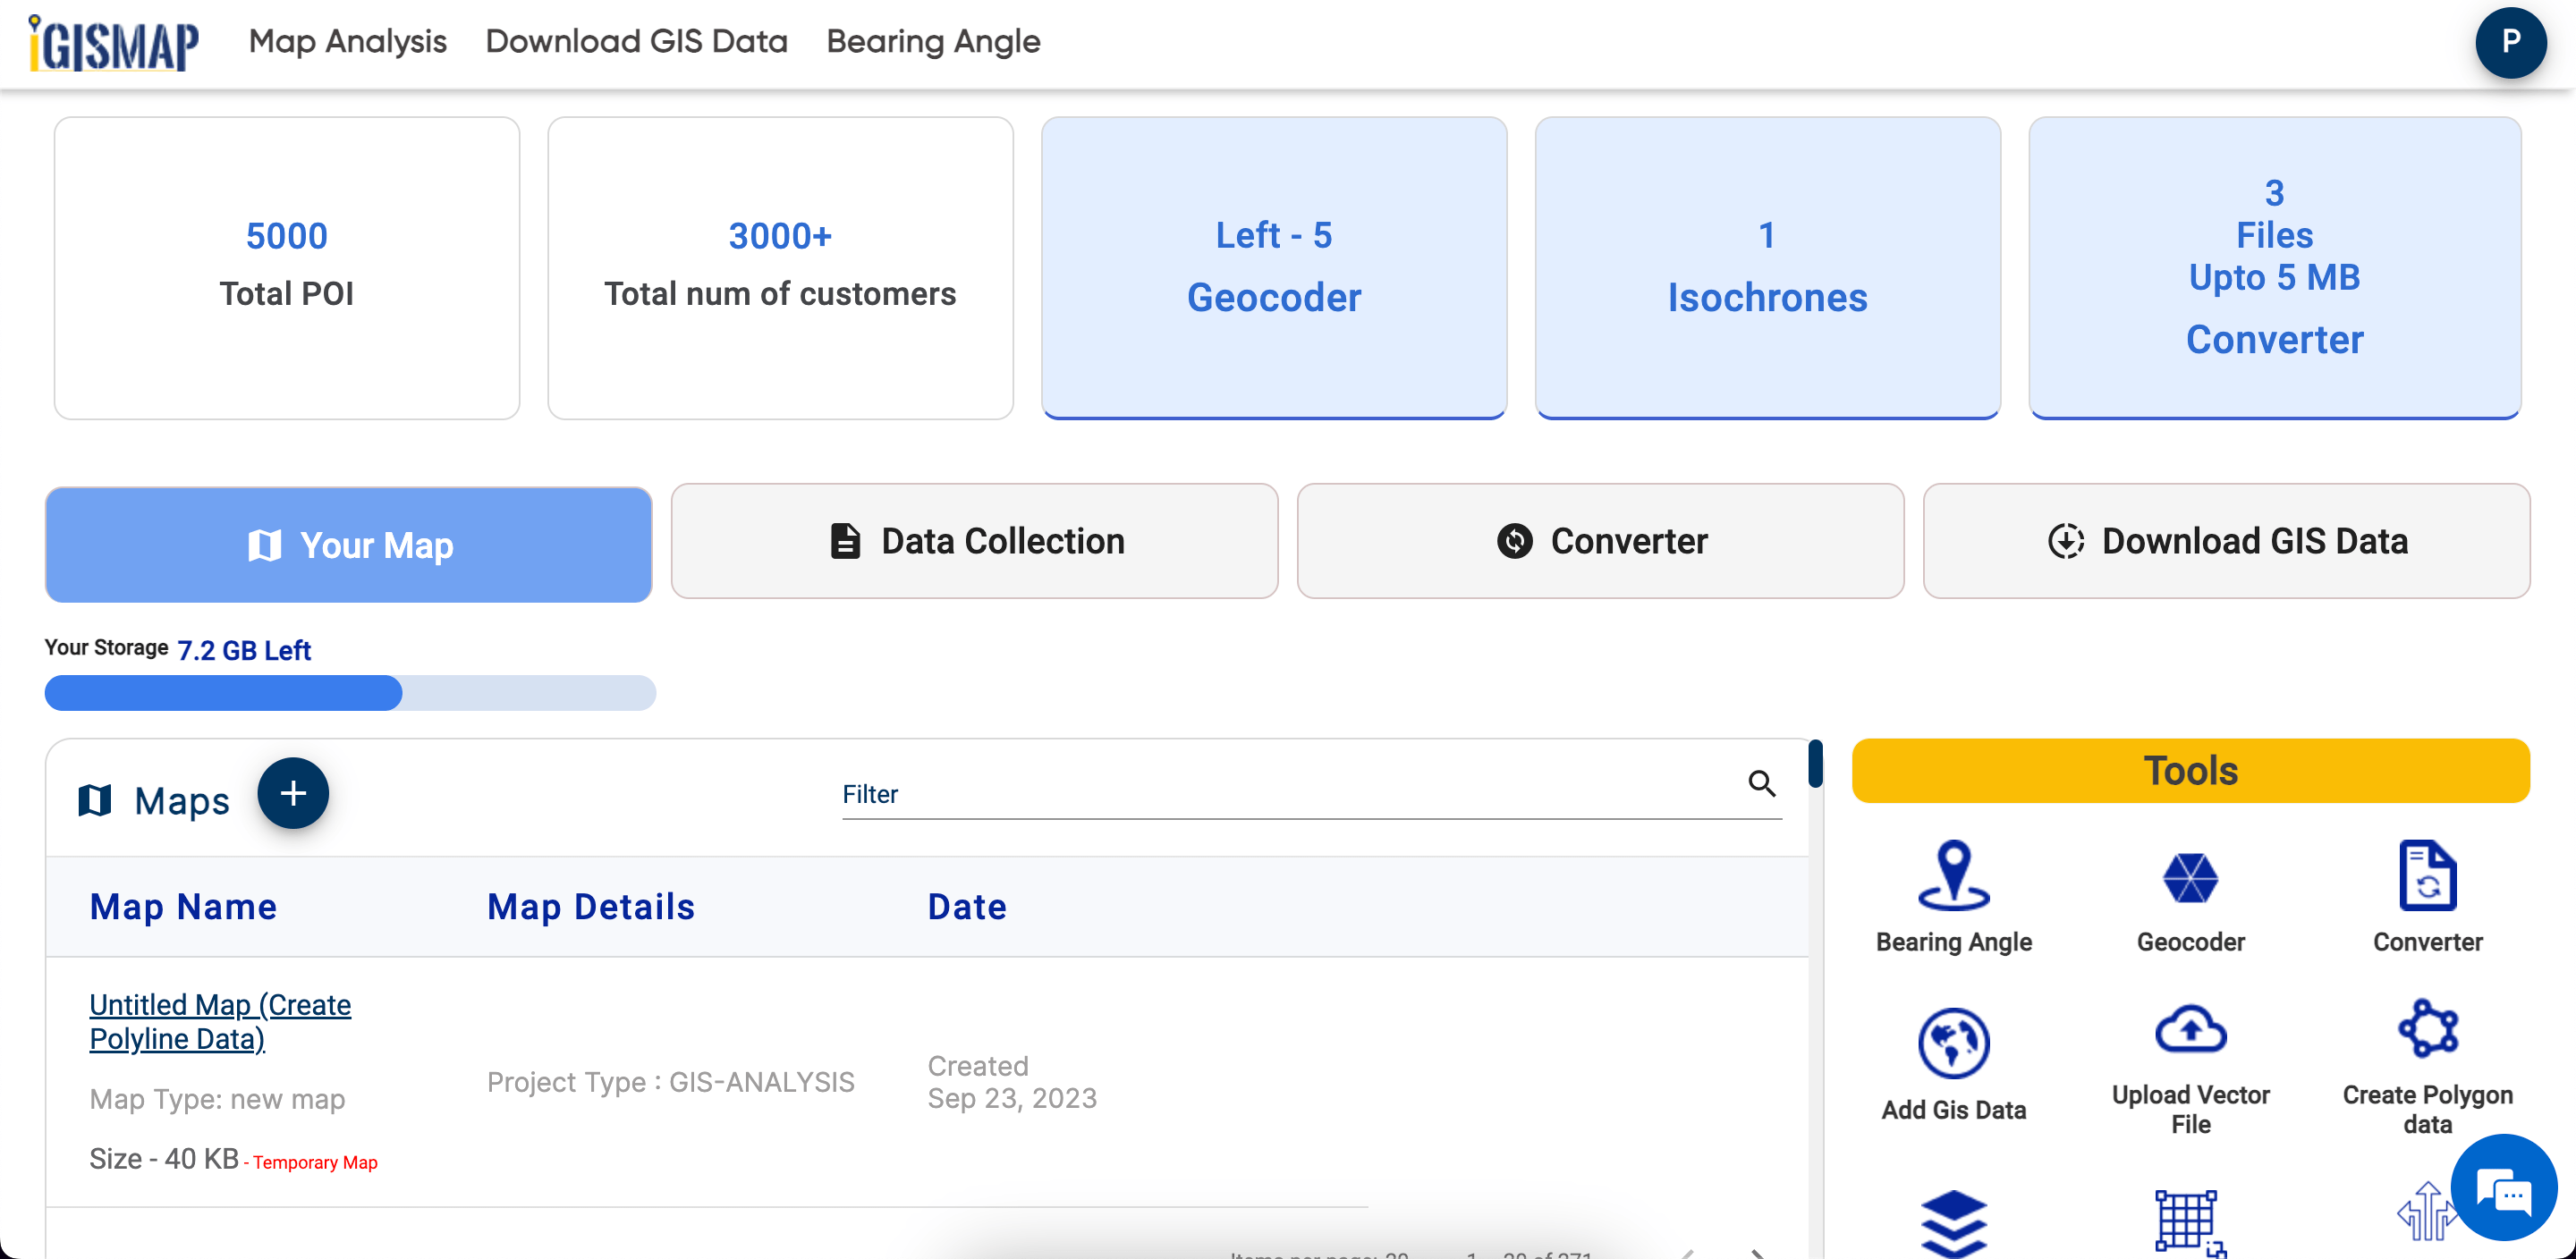 iGISMAP
Map Analysis
Download GIS Data
Bearing Angle
P
5000
Total POI
3000+
Total num of customers
Left - 5
Geocoder
1
Isochrones
3
Files
Upto 5 MB
Converter
Your Map
Data Collection
Converter
Download GIS Data
Your Storage 7.2 GB Left
Maps
+
Filter
Map Name
Map Details
Date
Untitled Map (Create
Polyline Data)
Map Type: new map
Size - 40 KB - Temporary Map
Project Type : GIS-ANALYSIS
Created
Sep 23, 2023
Tools
Bearing Angle
Geocoder
Converter
Add Gis Data
Upload Vector
File
Create Polygon
data